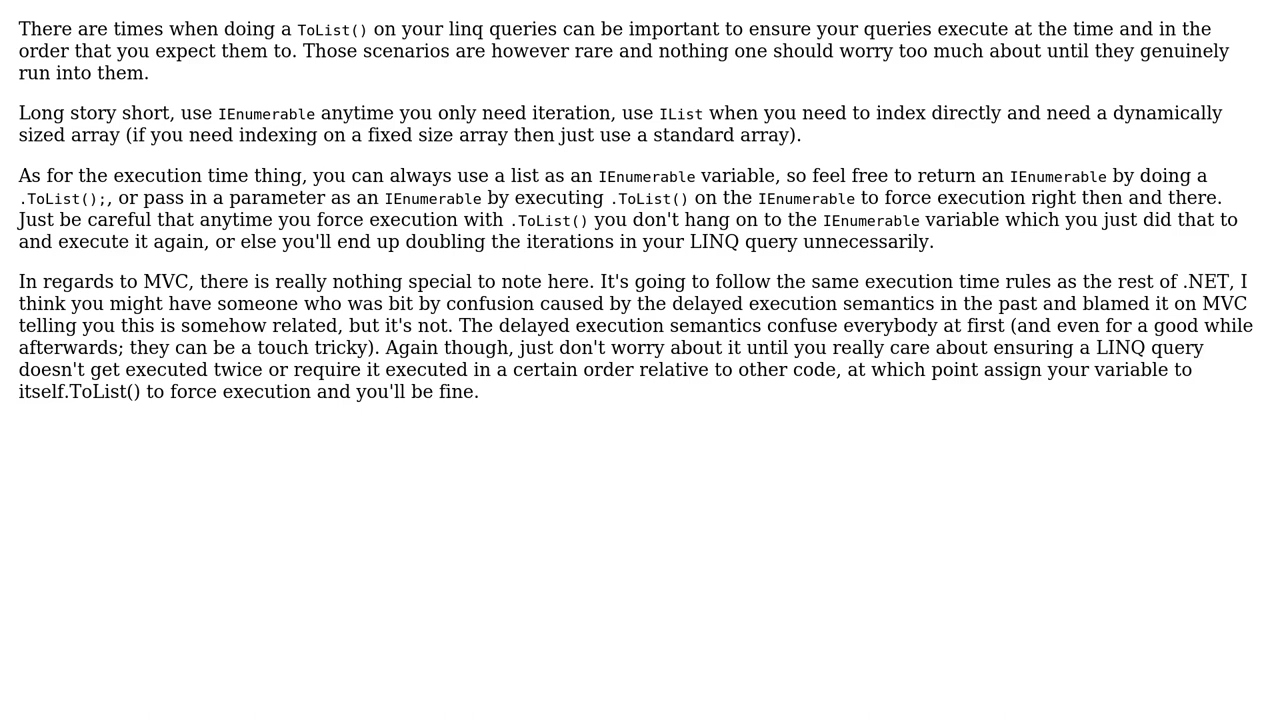 There are times when doing a ToList() on your linq queries can be important to ensure your queries execute at the time and in the
order that you expect them to. Those scenarios are however rare and nothing one should worry too much about until they genuinely
run into them.
Long story short, use IEnumerable anytime you only need iteration, use IList when you need to index directly and need a dynamically
sized array (if you need indexing on a fixed size array then just use a standard array).
As for the execution time thing, you can always use a list as an IEnumerable variable, so feel free to return an IEnumerable by doing a
.ToList();, or pass in a parameter as an IEnumerable by executing .ToList() on the IEnumerable to force execution right then and there.
Just be careful that anytime you force execution with .ToList() you don't hang on to the IEnumerable variable which you just did that to
and execute it again, or else you'll end up doubling the iterations in your LINQ query unnecessarily.
In regards to MVC, there is really nothing special to note here. It's going to follow the same execution time rules as the rest of .NET, I
think you might have someone who was bit by confusion caused by the delayed execution semantics in the past and blamed it on MVC
telling you this is somehow related, but it's not. The delayed execution semantics confuse everybody at first (and even for a good while
afterwards; they can be a touch tricky). Again though, just don't worry about it until you really care about ensuring a LINQ query
doesn't get executed twice or require it executed in a certain order relative to other code, at which point assign your variable to
itself.ToList() to force execution and you'll be fine.